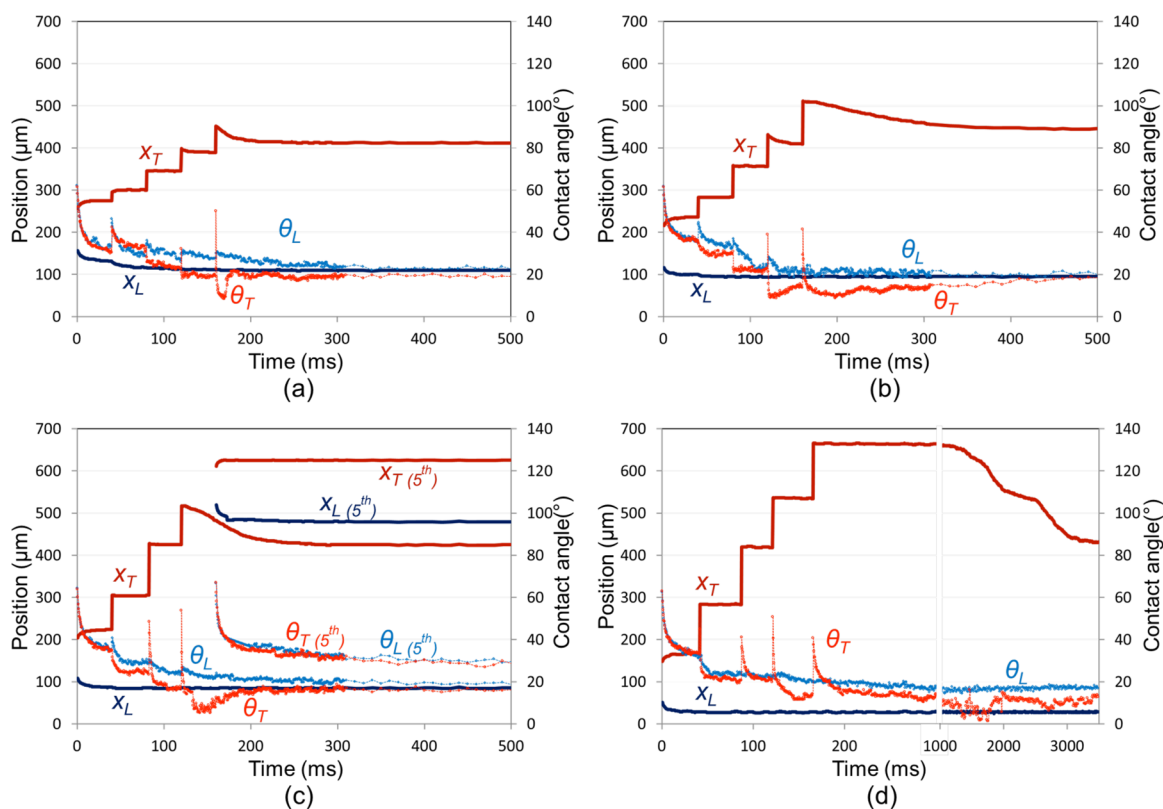 700
600
500
400
300
200
100
0
Position (µm)
140
120
100
80
60
40
20
0
Contact angle(°)
0 100 200 300 400 500
Time (ms)
x_T
θ_L
x_L
θ_T
(a)
700
600
500
400
300
200
100
0
Position (µm)
140
120
100
80
60
40
20
0
Contact angle(°)
0 100 200 300 400 500
Time (ms)
x_T
θ_L
x_L
θ_T
(b)
700
600
500
400
300
200
100
0
Position (µm)
140
120
100
80
60
40
20
0
Contact angle(°)
0 100 200 300 400 500
Time (ms)
x_T (5th)
x_L (5th)
x_T
θ_T (5th)
θ_L (5th)
θ_L
x_L
θ_T
(c)
700
600
500
400
300
200
100
0
Position (µm)
140
120
100
80
60
40
20
0
Contact angle(°)
0 100 200 1000 2000 3000
Time (ms)
x_T
θ_T
θ_L
x_L
(d)